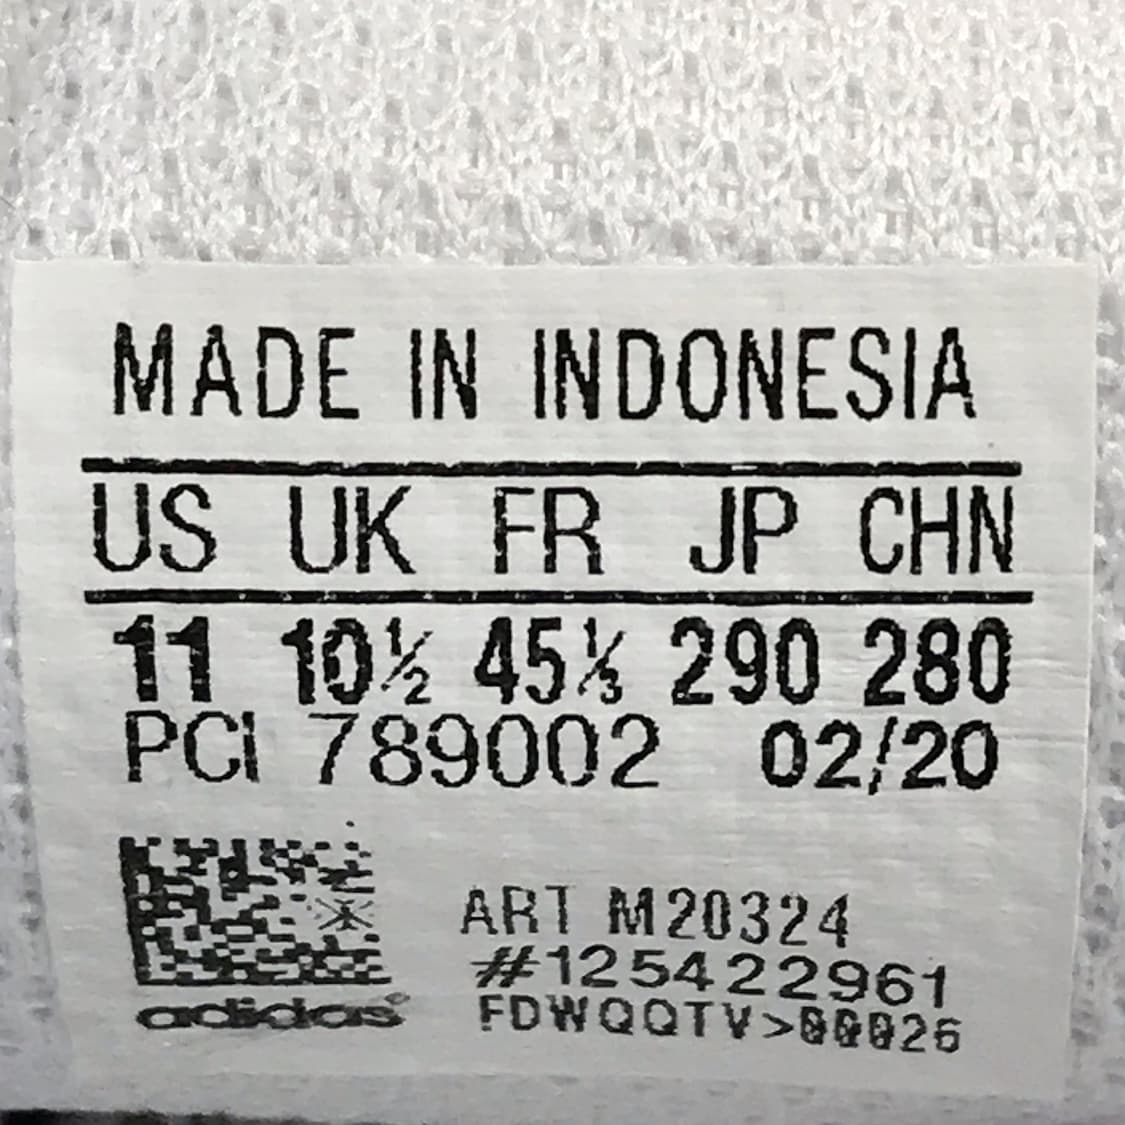 MADE IN INDONESIA
US UK FR JP CHN
11 10½ 45⅓ 290 280
PCI 789002 02/20
ART M20324
#125422961
FDWQQTV>00026
adidas®